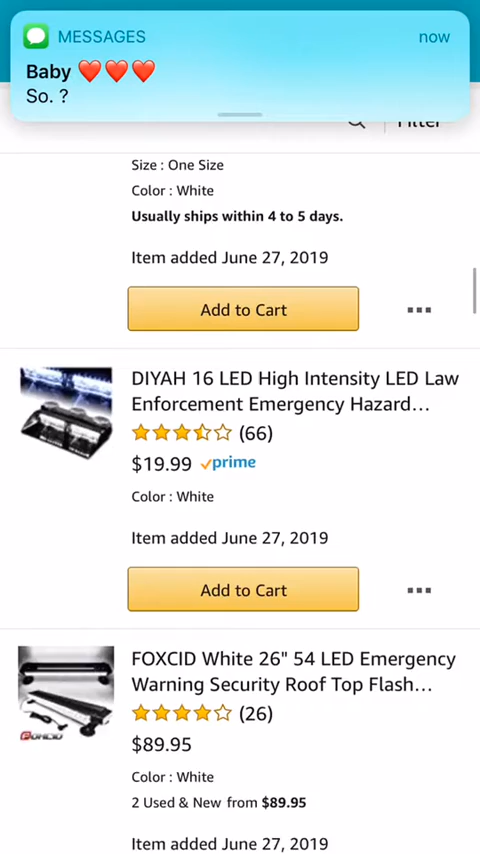 MESSAGES now
Baby ❤️❤️❤️
So. ?
Filter
Size : One Size
Color : White
Usually ships within 4 to 5 days.
Item added June 27, 2019
Add to Cart
DIYAH 16 LED High Intensity LED Law
Enforcement Emergency Hazard...
(66)
$19.99 prime
Color : White
Item added June 27, 2019
Add to Cart
FOXCID White 26" 54 LED Emergency
Warning Security Roof Top Flash...
(26)
FOXCID
$89.95
Color : White
2 Used & New from $89.95
Item added June 27, 2019